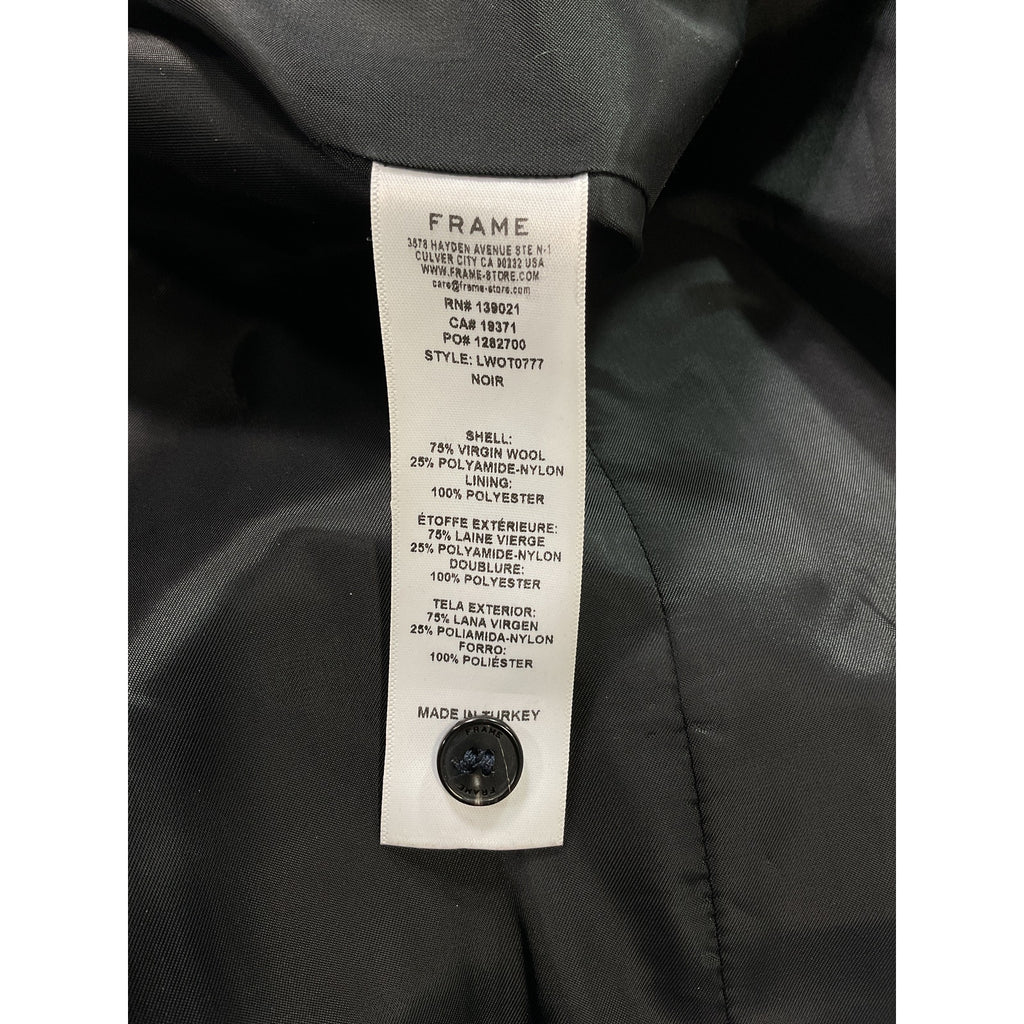 FRAME
3578 HAYDEN AVENUE STE N-1
CULVER CITY CA 90232 USA
WWW.FRAME-STORE.COM
care@frame-store.com
RN# 139021
CA# 19371
PO# 1282700
STYLE: LWOT0777
NOIR
SHELL:
75% VIRGIN WOOL
25% POLYAMIDE-NYLON
LINING:
100% POLYESTER
ÉTOFFE EXTÉRIEURE:
75% LAINE VIERGE
25% POLYAMIDE-NYLON
DOUBLURE:
100% POLYESTER
TELA EXTERIOR:
75% LANA VIRGEN
25% POLIAMIDA-NYLON
FORRO:
100% POLIÉSTER
MADE IN TURKEY
FRAME
FRAME